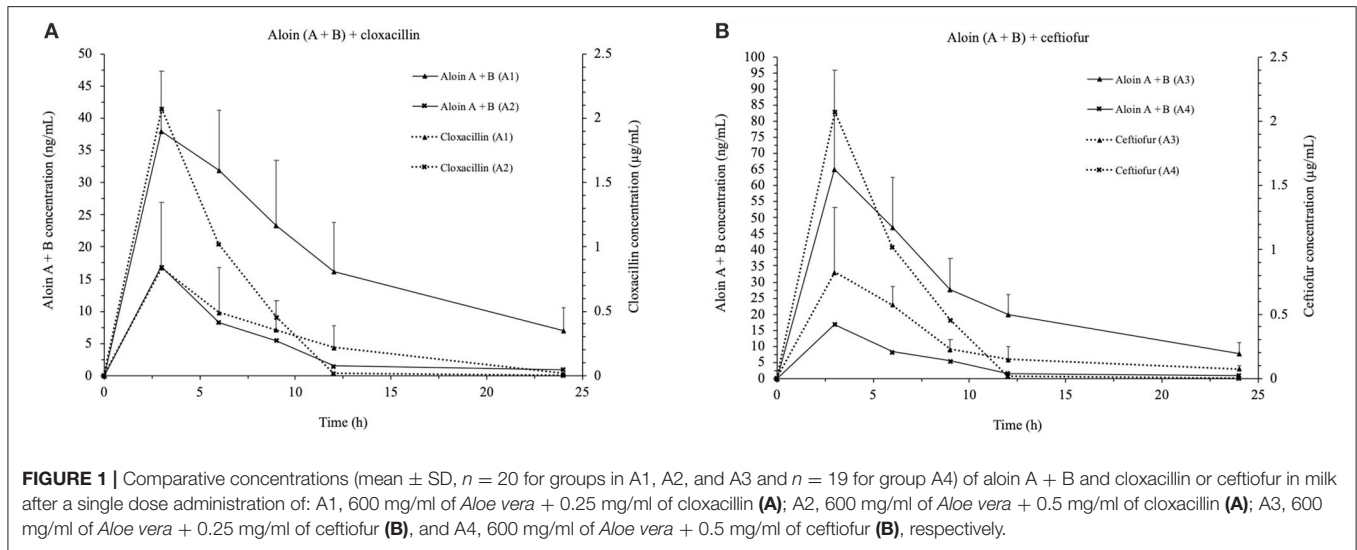 A
Aloin (A + B) + cloxacillin
50
45
40
35
30
25
20
15
10
5
0
Aloin A + B concentration (ng/mL)
Aloin A + B (A1)
Aloin A + B (A2)
Cloxacillin (A1)
Cloxacillin (A2)
2.5
2
1.5
1
0.5
0
Cloxacillin concentration (µg/mL)
0 5 10 15 20 25
Time (h)
B
Aloin (A + B) + ceftiofur
100
95
90
85
80
75
70
65
60
55
50
45
40
35
30
25
20
15
10
5
0
Aloin A + B concentration (ng/mL)
Aloin A + B (A3)
Aloin A + B (A4)
Ceftiofur (A3)
Ceftiofur (A4)
2.5
2
1.5
1
0.5
0
Ceftiofur concentration (µg/mL)
0 5 10 15 20 25
Time (h)
FIGURE 1 | Comparative concentrations (mean ± SD, n = 20 for groups in A1, A2, and A3 and n = 19 for group A4) of aloin A + B and cloxacillin or ceftiofur in milk
after a single dose administration of: A1, 600 mg/ml of Aloe vera + 0.25 mg/ml of cloxacillin (A); A2, 600 mg/ml of Aloe vera + 0.5 mg/ml of cloxacillin (A); A3, 600
mg/ml of Aloe vera + 0.25 mg/ml of ceftiofur (B), and A4, 600 mg/ml of Aloe vera + 0.5 mg/ml of ceftiofur (B), respectively.